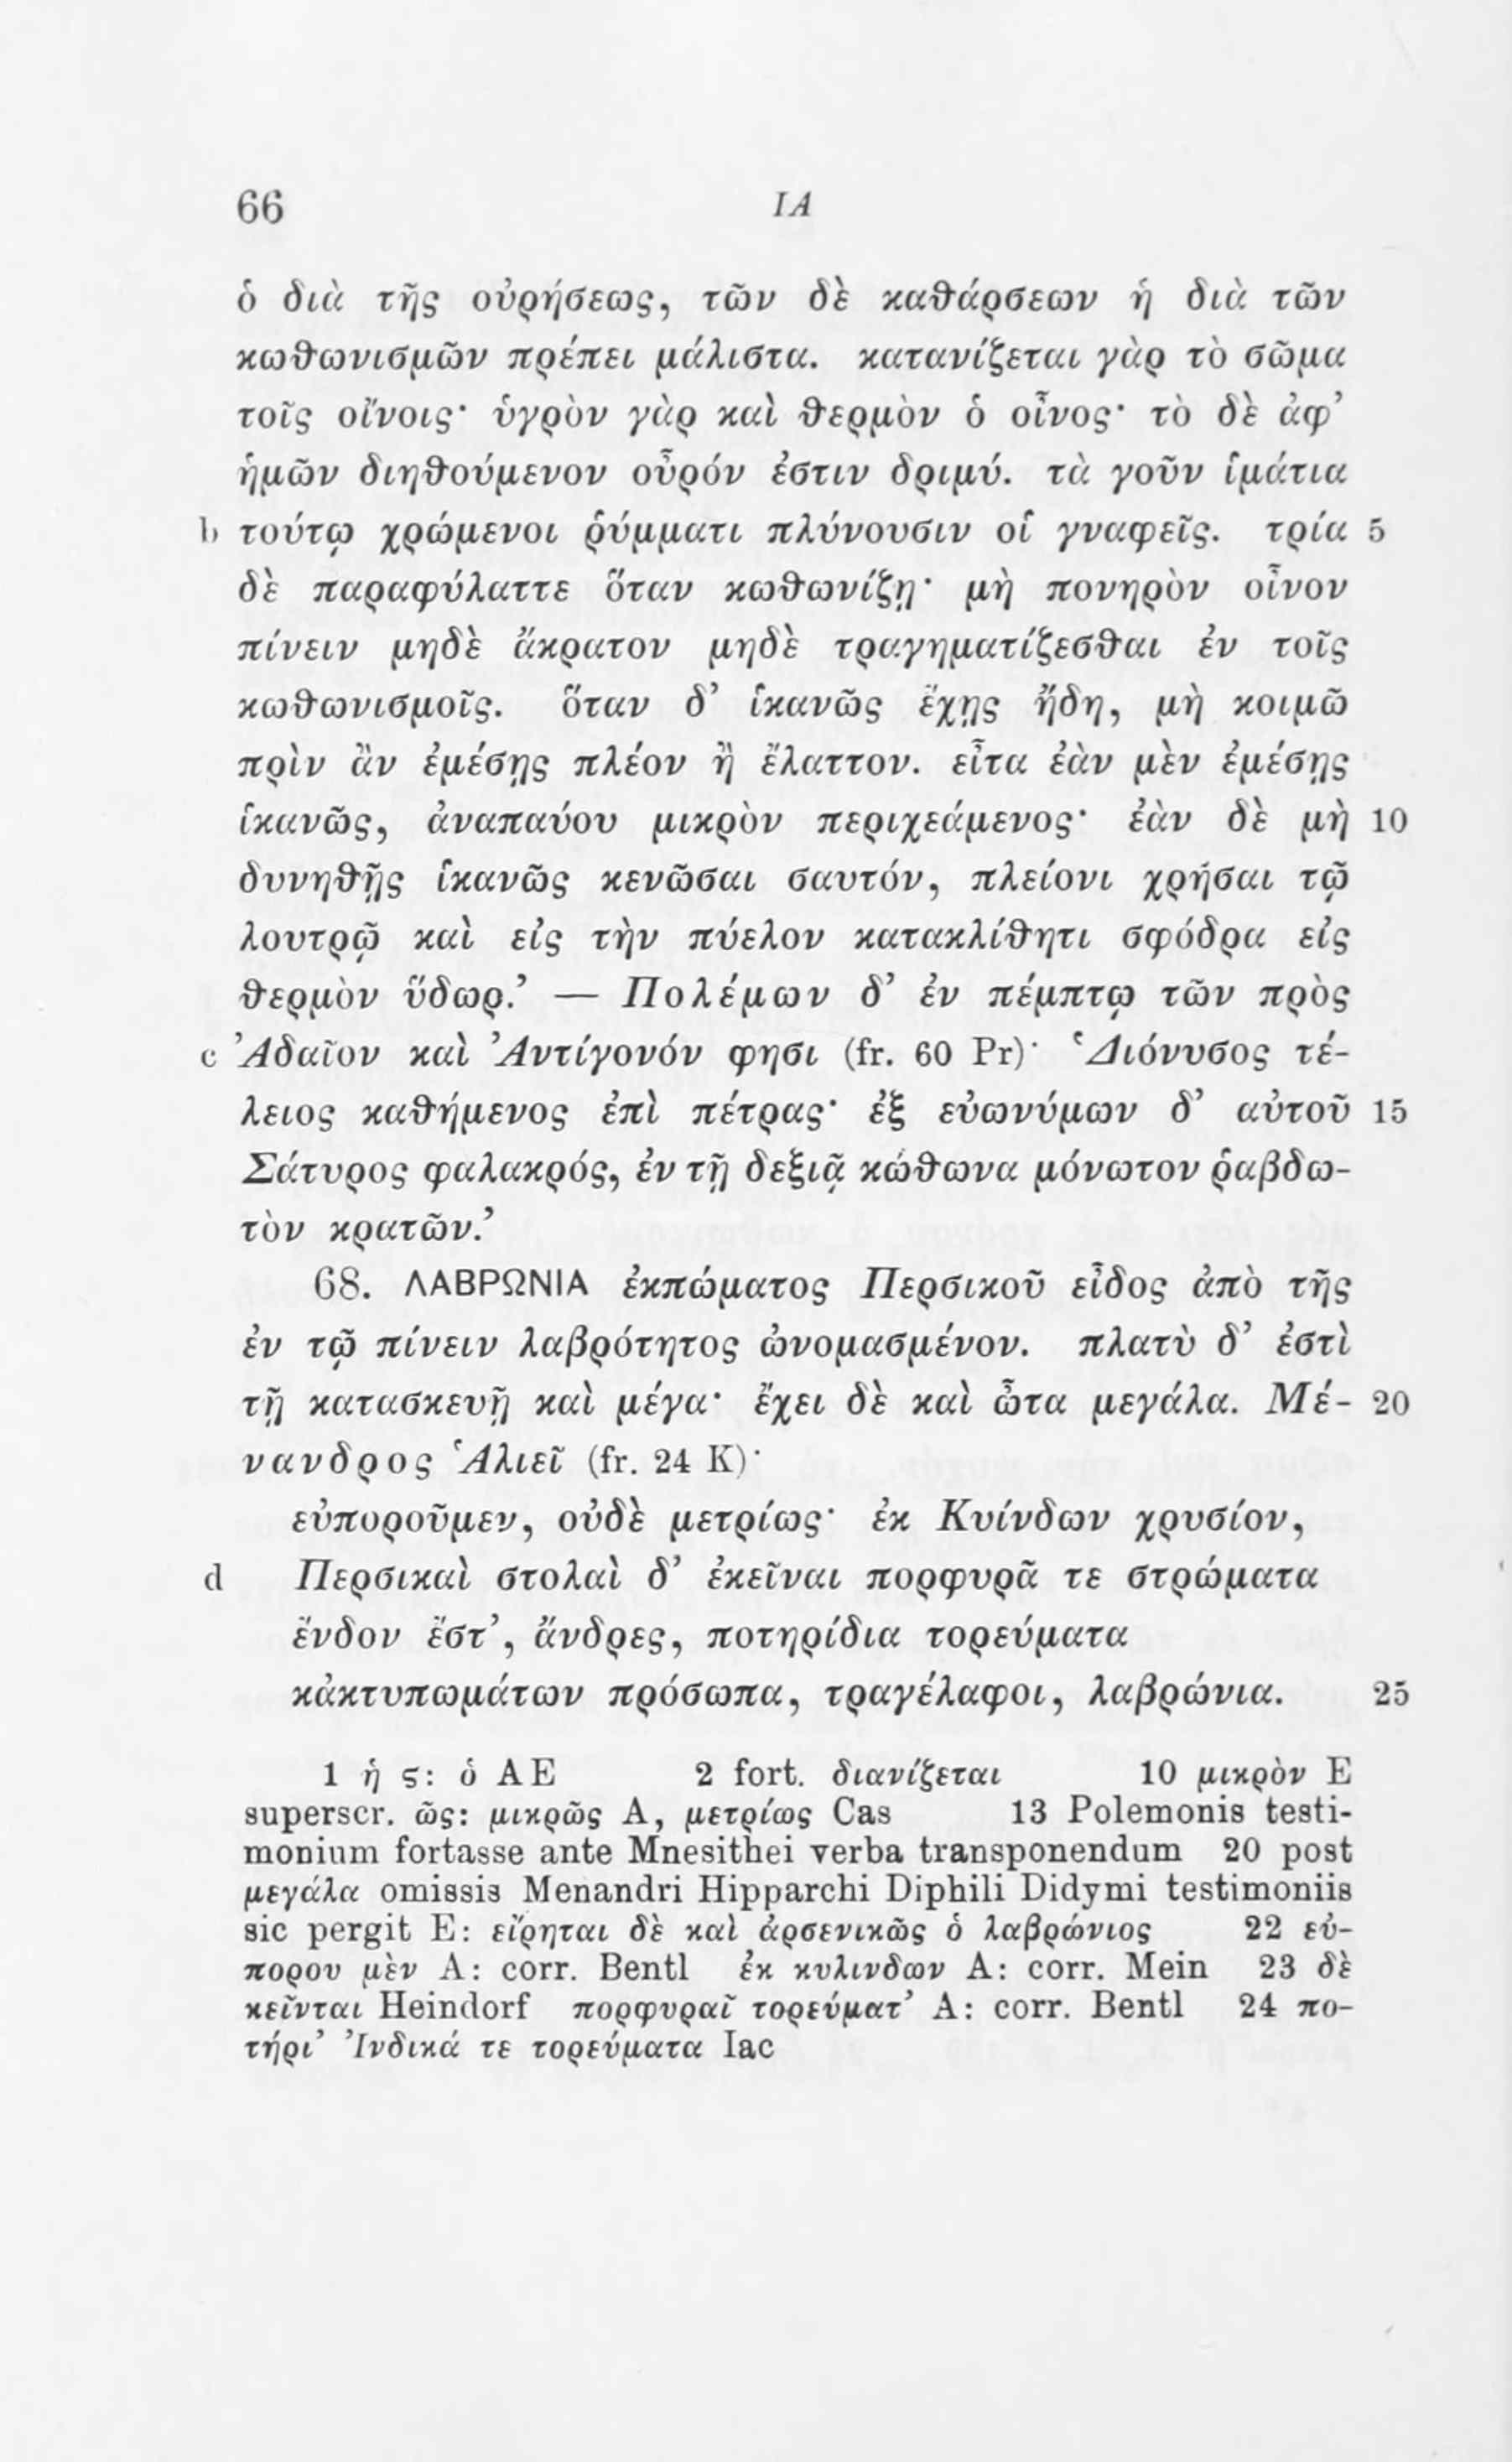 66 ΙΑ
ὁ διὰ τῆς οὐρήσεως, τῶν δὲ καθάρσεων ἡ διὰ τῶν
κωθωνισμῶν πρέπει μάλιστα. κατανίζεται γὰρ τὸ σῶμα
τοῖς οἴνοις· ὑγρὸν γὰρ καὶ θερμὸν ὁ οἶνος· τὸ δὲ ἀφ’
ἡμῶν διηθούμενον οὖρόν ἐστιν δριμύ. τὰ γοῦν ἱμάτια
b τούτῳ χρώμενοι ῥύμματι πλύνουσιν οἱ γναφεῖς. τρία 5
δὲ παραφύλαττε ὅταν κωθωνίζῃ· μὴ πονηρὸν οἶνον
πίνειν μηδὲ ἄκρατον μηδὲ τραγηματίζεσθαι ἐν τοῖς
κωθωνισμοῖς. ὅταν δ’ ἱκανῶς ἔχῃς ἤδη, μὴ κοιμῶ
πρὶν ἂν ἐμέσῃς πλέον ἢ ἔλαττον. εἶτα ἐὰν μὲν ἐμέσῃς
ἱκανῶς, ἀναπαύου μικρὸν περιχεάμενος· ἐὰν δὲ μὴ 10
δυνηθῇς ἱκανῶς κενῶσαι σαυτόν, πλείονι χρῆσαι τῷ
λουτρῷ καὶ εἰς τὴν πύελον κατακλίθητι σφόδρα εἰς
θερμὸν ὕδωρ.’ — Πολέμων δ’ ἐν πέμπτῳ τῶν πρὸς
c Ἀδαῖον καὶ Ἀντίγονόν φησι (fr. 60 Pr)· ‘Διόνυσος τέ-
λειος καθήμενος ἐπὶ πέτρας· ἐξ εὐωνύμων δ’ αὐτοῦ 15
Σάτυρος φαλακρός, ἐν τῇ δεξιᾷ κώθωνα μόνωτον ῥαβδω-
τὸν κρατῶν.’
68. ΛΑΒΡΩΝΙΑ ἐκπώματος Περσικοῦ εἶδος ἀπὸ τῆς
ἐν τῷ πίνειν λαβρότητος ὠνομασμένον. πλατὺ δ’ ἐστὶ
τῇ κατασκευῇ καὶ μέγα· ἔχει δὲ καὶ ὦτα μεγάλα. Μέ- 20
νανδρος Ἁλιεῖ (fr. 24 K)·
εὐποροῦμεν, οὐδὲ μετρίως· ἐκ Κυίνδων χρυσίον,
d Περσικαὶ στολαὶ δ’ ἐκεῖναι πορφυρᾶ τε στρώματα
ἔνδον ἔστ’, ἄνδρες, ποτηρίδια τορεύματα
κἀκτυπωμάτων πρόσωπα, τραγέλαφοι, λαβρώνια. 25
1 ἡ ς: ὁ A E 2 fort. διανίζεται 10 μικρὸν E
superscr. ῶς: μικρῶς A, μετρίως Cas 13 Polemonis testi-
monium fortasse ante Mnesithei verba transponendum 20 post
μεγάλα omissis Menandri Hipparchi Diphili Didymi testimoniis
sic pergit E: εἴρηται δὲ καὶ ἀρσενικῶς ὁ λαβρώνιος 22 εὐ-
πορου μὲν A: corr. Bentl ἐκ κυλινδων A: corr. Mein 23 δὲ
κεῖνται Heindorf πορφυραῖ τορεύματ’ A: corr. Bentl 24 πο-
τήρι’ Ἰνδικά τε τορεύματα Iac